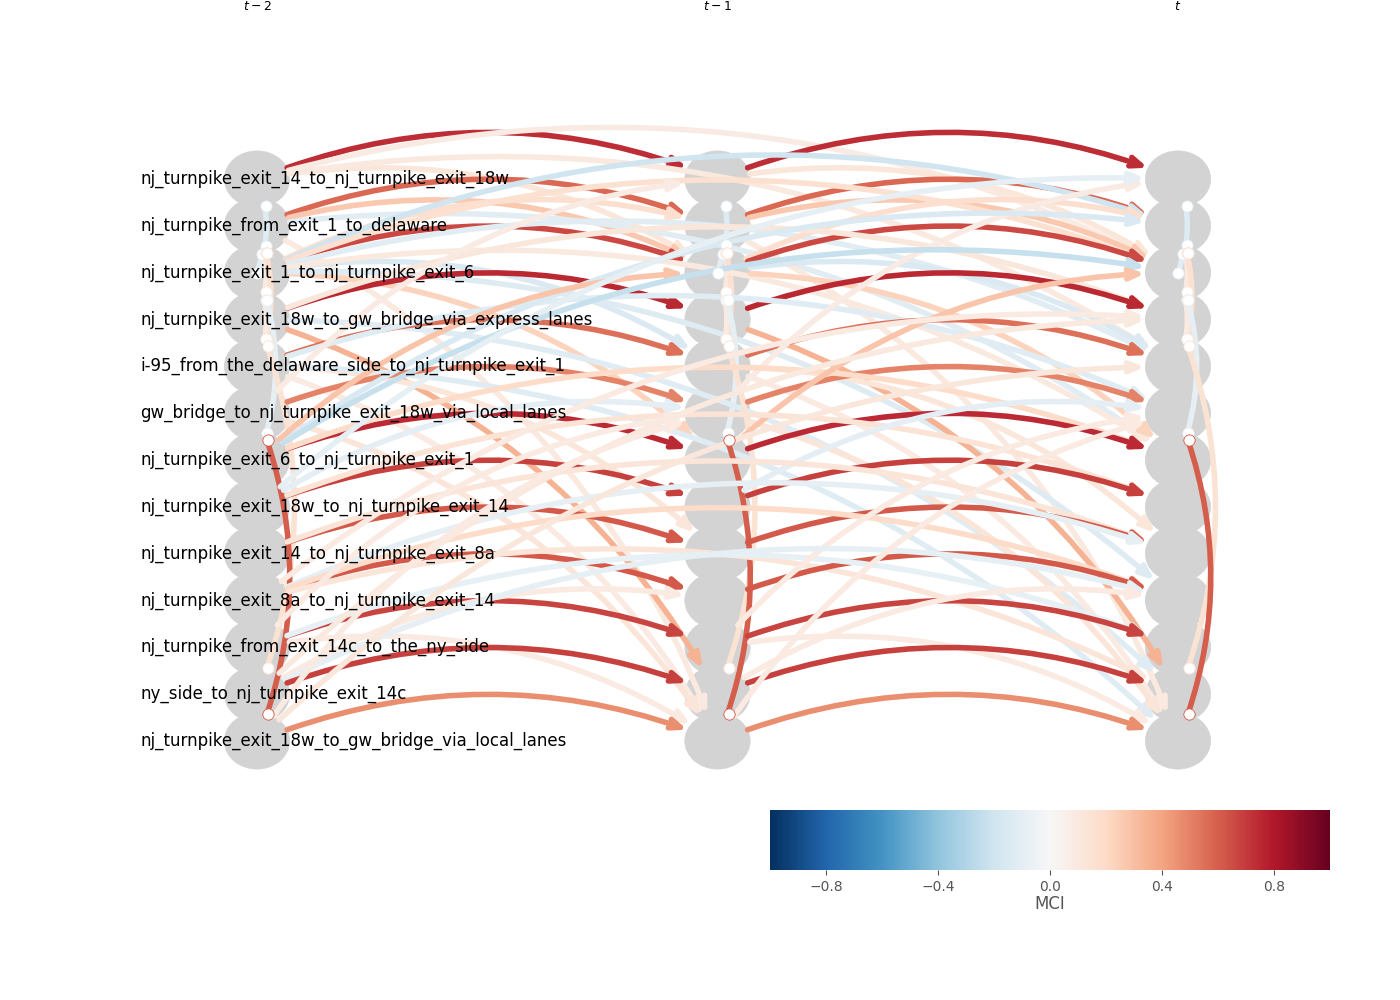 t − 2 t − 1 t
nj_turnpike_exit_14_to_nj_turnpike_exit_18w
nj_turnpike_from_exit_1_to_delaware
nj_turnpike_exit_1_to_nj_turnpike_exit_6
nj_turnpike_exit_18w_to_gw_bridge_via_express_lanes
i-95_from_the_delaware_side_to_nj_turnpike_exit_1
gw_bridge_to_nj_turnpike_exit_18w_via_local_lanes
nj_turnpike_exit_6_to_nj_turnpike_exit_1
nj_turnpike_exit_18w_to_nj_turnpike_exit_14
nj_turnpike_exit_14_to_nj_turnpike_exit_8a
nj_turnpike_exit_8a_to_nj_turnpike_exit_14
nj_turnpike_from_exit_14c_to_the_ny_side
ny_side_to_nj_turnpike_exit_14c
nj_turnpike_exit_18w_to_gw_bridge_via_local_lanes
−0.8 −0.4 0.0 0.4 0.8
MCI